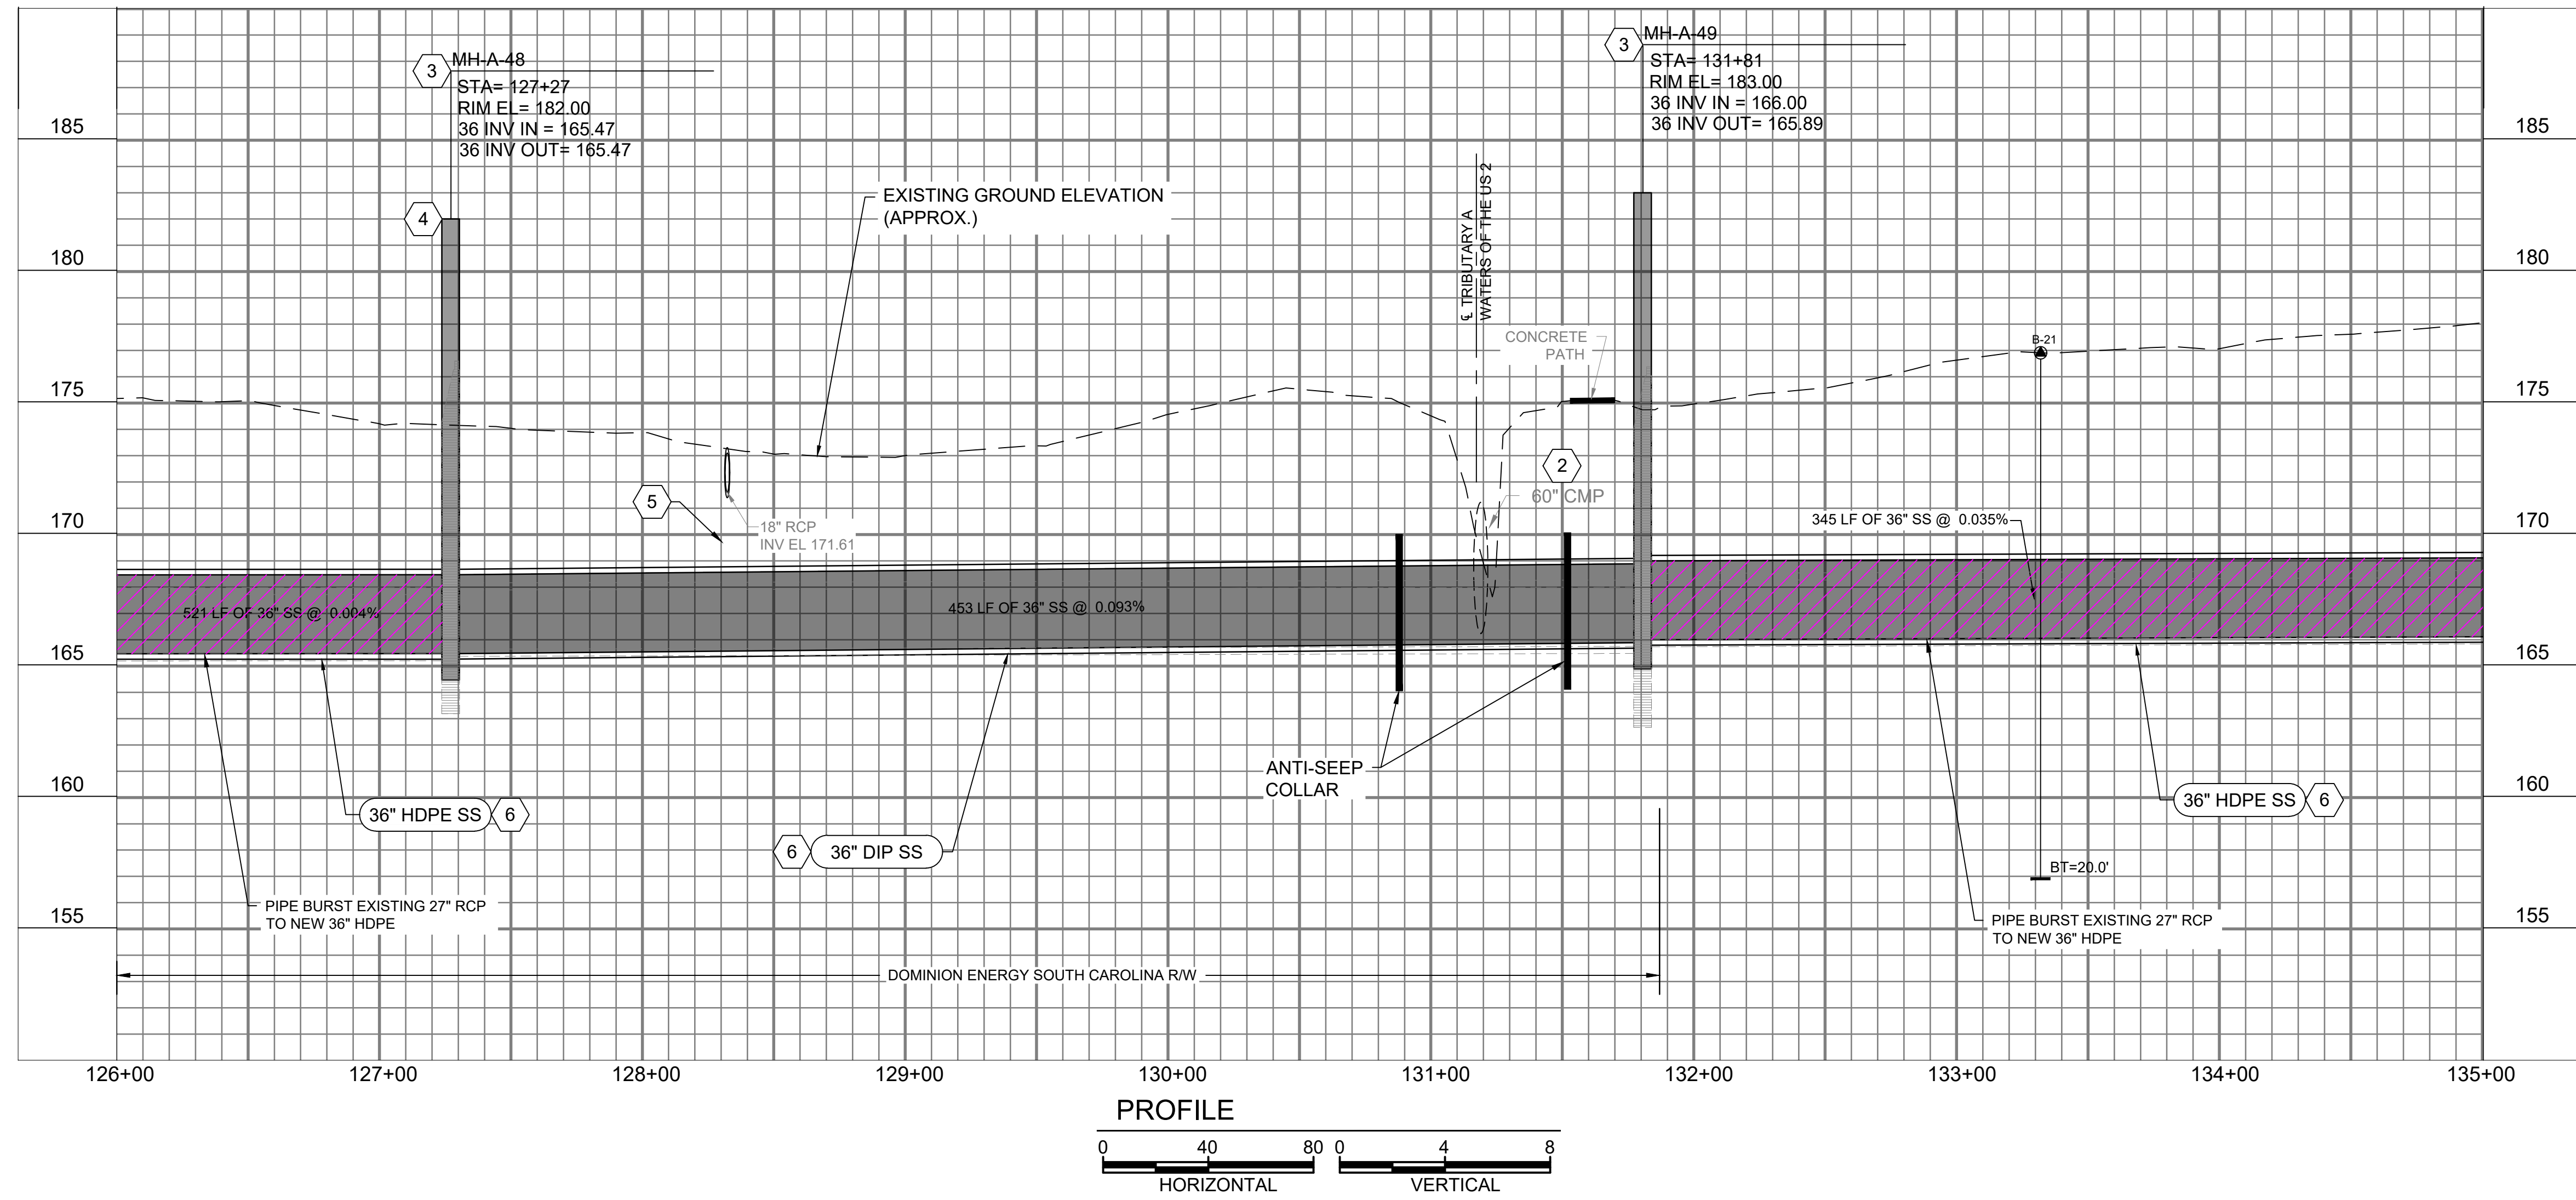 3
MH-A-48
STA= 127+27
RIM EL= 182.00
36 INV IN = 165.47
36 INV OUT= 165.47
3
MH-A-49
STA= 131+81
RIM EL= 183.00
36 INV IN = 166.00
36 INV OUT= 165.89
185
185
EXISTING GROUND ELEVATION
(APPROX.)
4
℄ TRIBUTARY A
WATERS OF THE US 2
180
180
CONCRETE
PATH
B-21
175
175
2
5
60" CMP
18" RCP
INV EL 171.61
345 LF OF 36" SS @ 0.035%
170
170
521 LF OF 36" SS @ 0.004%
453 LF OF 36" SS @ 0.093%
165
165
ANTI-SEEP
COLLAR
160
160
36" HDPE SS
6
6
36" DIP SS
36" HDPE SS
6
BT=20.0'
PIPE BURST EXISTING 27" RCP
TO NEW 36" HDPE
PIPE BURST EXISTING 27" RCP
TO NEW 36" HDPE
155
155
DOMINION ENERGY SOUTH CAROLINA R/W
126+00 127+00 128+00 129+00 130+00 131+00 132+00 133+00 134+00 135+00
PROFILE
0 40 80 0 4 8
HORIZONTAL VERTICAL